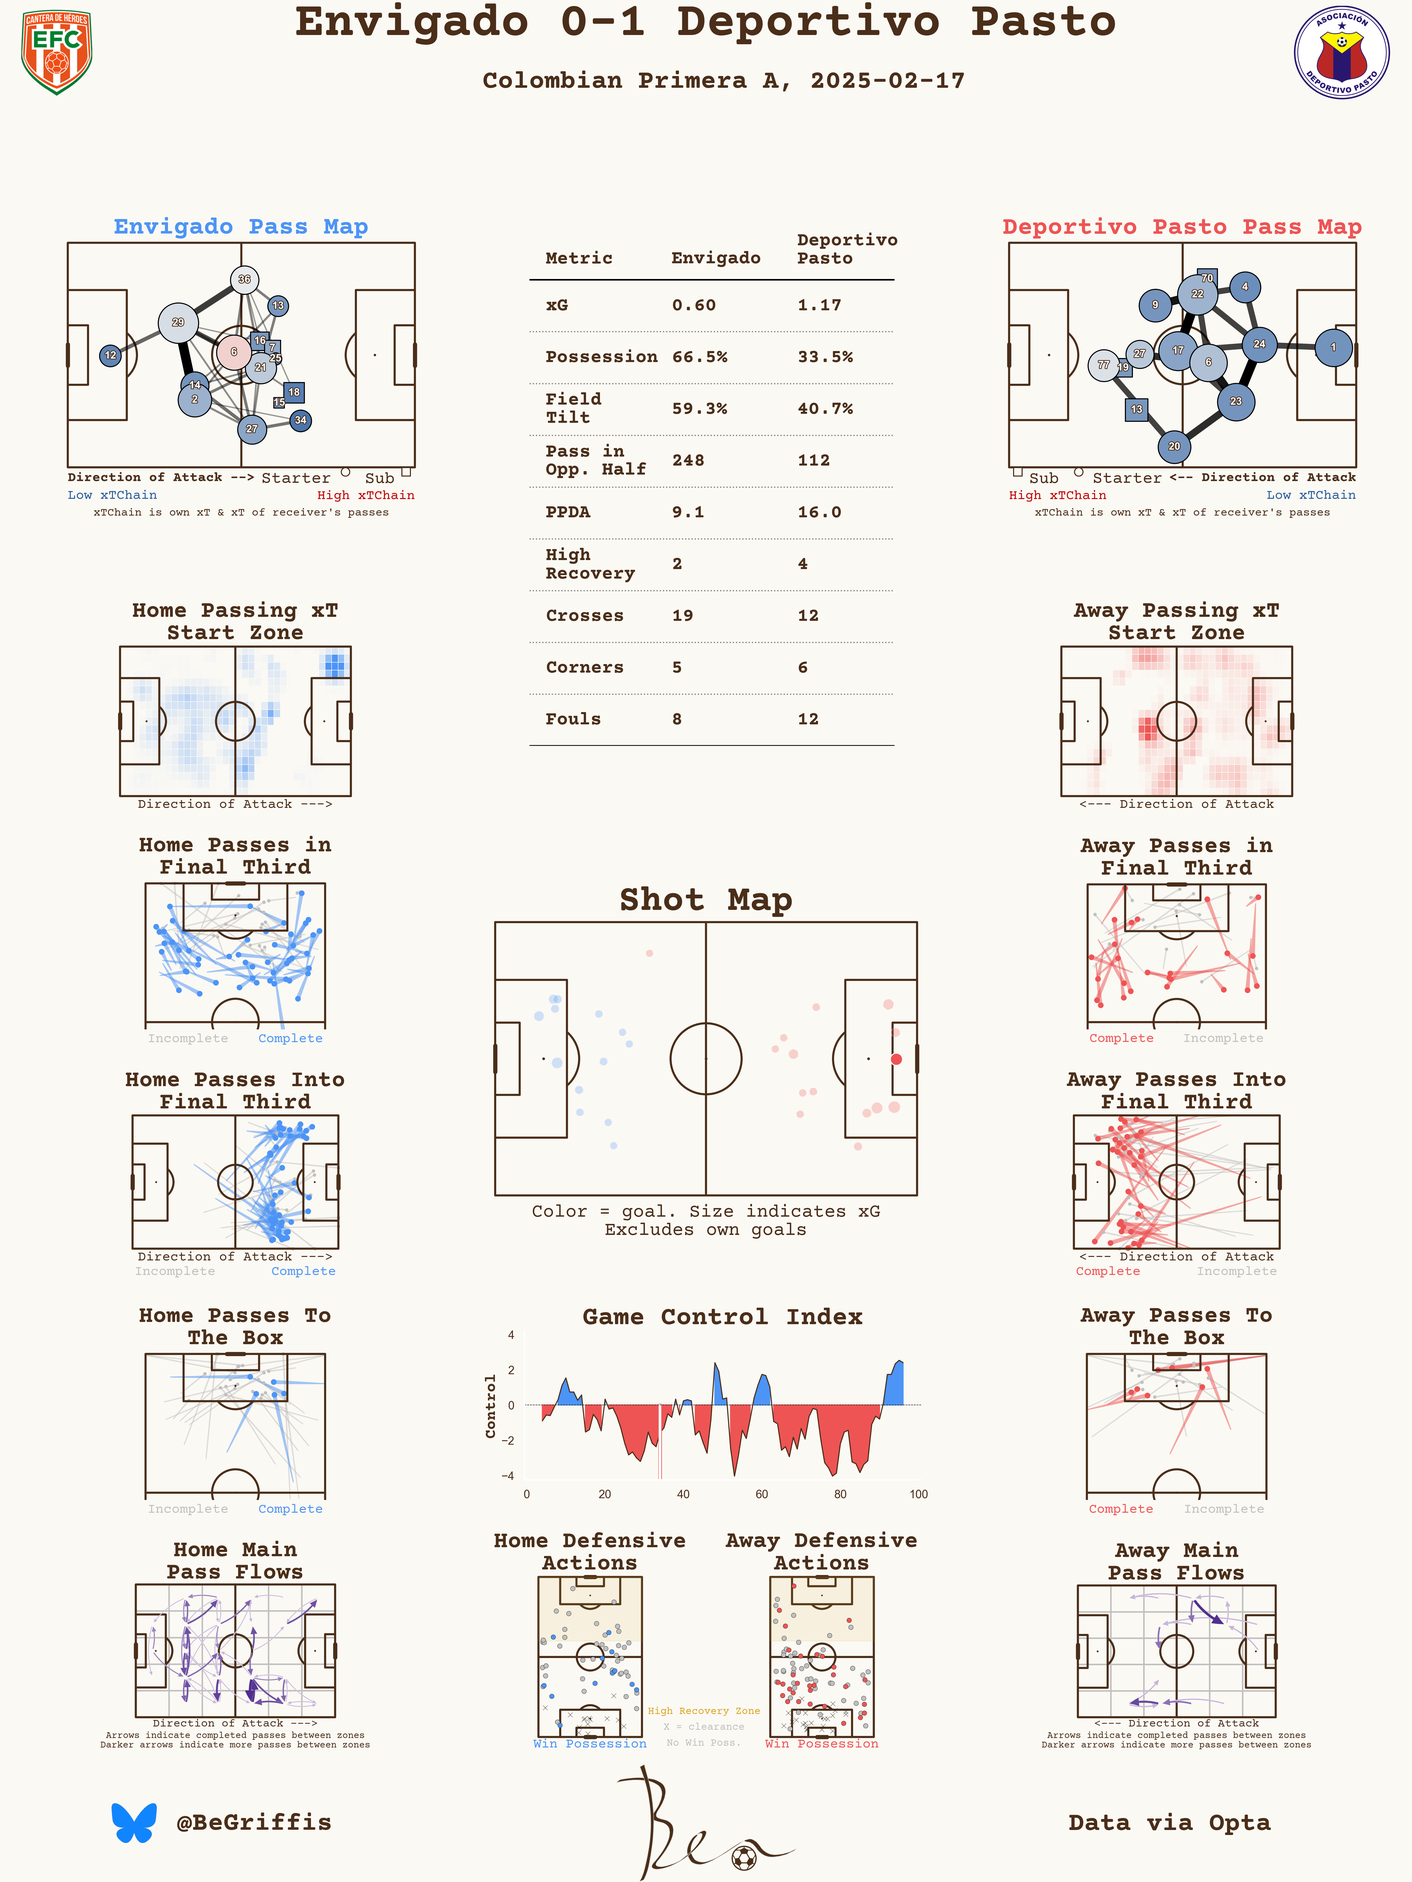 Envigado 0-1 Deportivo Pasto
Colombian Primera A, 2025-02-17
CANTERA DE HÉROES
EFC
ASOCIACIÓN
DEPORTIVO PASTO
Envigado Pass Map
36
13
29
16
7
12
6
25
21
14
18
2
15
34
27
Direction of Attack --> Starter Sub
Low xTChain High xTChain
xTChain is own xT & xT of receiver's passes
Metric Envigado Deportivo Pasto
xG 0.60 1.17
Possession 66.5% 33.5%
Field Tilt 59.3% 40.7%
Pass in Opp. Half 248 112
PPDA 9.1 16.0
High Recovery 2 4
Crosses 19 12
Corners 5 6
Fouls 8 12
Deportivo Pasto Pass Map
70
4
22
9
24
1
17
27
6
77
19
23
13
20
Sub Starter <-- Direction of Attack
High xTChain Low xTChain
xTChain is own xT & xT of receiver's passes
Home Passing xT
Start Zone
Direction of Attack --->
Away Passing xT
Start Zone
<--- Direction of Attack
Home Passes in
Final Third
Incomplete Complete
Away Passes in
Final Third
Complete Incomplete
Shot Map
Color = goal. Size indicates xG
Excludes own goals
Home Passes Into
Final Third
Direction of Attack --->
Incomplete Complete
Away Passes Into
Final Third
<--- Direction of Attack
Complete Incomplete
Home Passes To
The Box
Incomplete Complete
Game Control Index
Control
4
2
0
−2
−4
0 20 40 60 80 100
Away Passes To
The Box
Complete Incomplete
Home Main
Pass Flows
Direction of Attack --->
Arrows indicate completed passes between zones
Darker arrows indicate more passes between zones
Home Defensive
Actions
Win Possession
Away Defensive
Actions
Win Possession
High Recovery Zone
X = clearance
No Win Poss.
Away Main
Pass Flows
<--- Direction of Attack
Arrows indicate completed passes between zones
Darker arrows indicate more passes between zones
@BeGriffis
Ben
Data via Opta